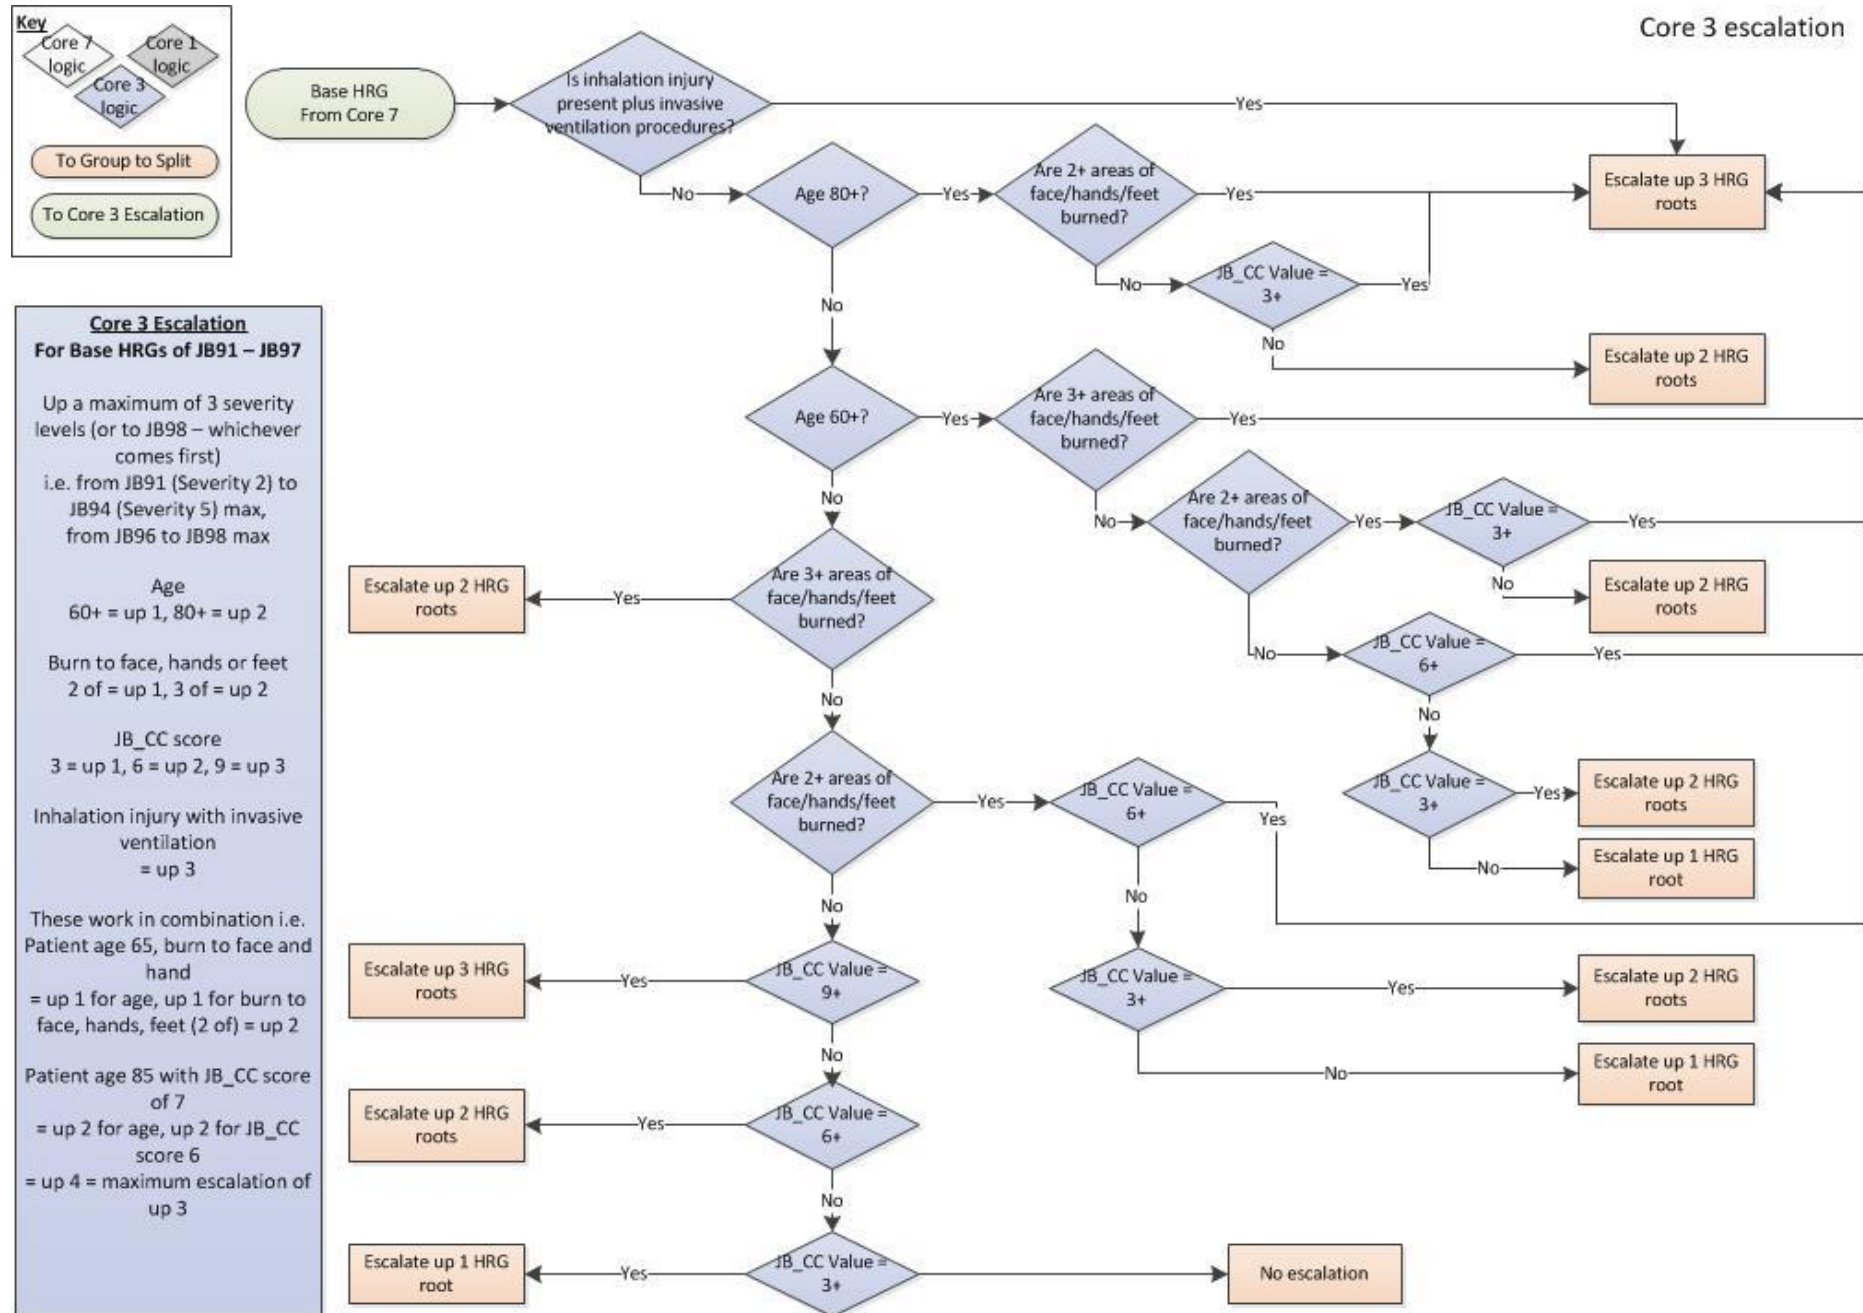 Core 3 escalation
Key
Core 7
logic
Core 1
logic
Core 3
logic
To Group to Split
To Core 3 Escalation
Base HRG
From Core 7
Is inhalation injury
present plus invasive
ventilation procedures?
Yes
No
Age 80+?
Yes
Are 2+ areas of
face/hands/feet
burned?
Yes
Escalate up 3 HRG
roots
No
JB_CC Value =
3+
Yes
No
Escalate up 2 HRG
roots
No
Age 60+?
Yes
Are 3+ areas of
face/hands/feet
burned?
Yes
No
Are 2+ areas of
face/hands/feet
burned?
Yes
JB_CC Value =
3+
Yes
No
Escalate up 2 HRG
roots
No
JB_CC Value =
6+
Yes
No
JB_CC Value =
3+
Yes
Escalate up 2 HRG
roots
No
Escalate up 1 HRG
root
No
Are 3+ areas of
face/hands/feet
burned?
Yes
Escalate up 2 HRG
roots
No
Are 2+ areas of
face/hands/feet
burned?
Yes
JB_CC Value =
6+
Yes
No
JB_CC Value =
3+
Yes
Escalate up 2 HRG
roots
No
Escalate up 1 HRG
root
No
JB_CC Value =
9+
Yes
Escalate up 3 HRG
roots
No
JB_CC Value =
6+
Yes
Escalate up 2 HRG
roots
No
JB_CC Value =
3+
Yes
Escalate up 1 HRG
root
No escalation
Core 3 Escalation
For Base HRGs of JB91 – JB97
Up a maximum of 3 severity
levels (or to JB98 – whichever
comes first)
i.e. from JB91 (Severity 2) to
JB94 (Severity 5) max,
from JB96 to JB98 max
Age
60+ = up 1, 80+ = up 2
Burn to face, hands or feet
2 of = up 1, 3 of = up 2
JB_CC score
3 = up 1, 6 = up 2, 9 = up 3
Inhalation injury with invasive
ventilation
= up 3
These work in combination i.e.
Patient age 65, burn to face and
hand
= up 1 for age, up 1 for burn to
face, hands, feet (2 of) = up 2
Patient age 85 with JB_CC score
of 7
= up 2 for age, up 2 for JB_CC
score 6
= up 4 = maximum escalation of
up 3